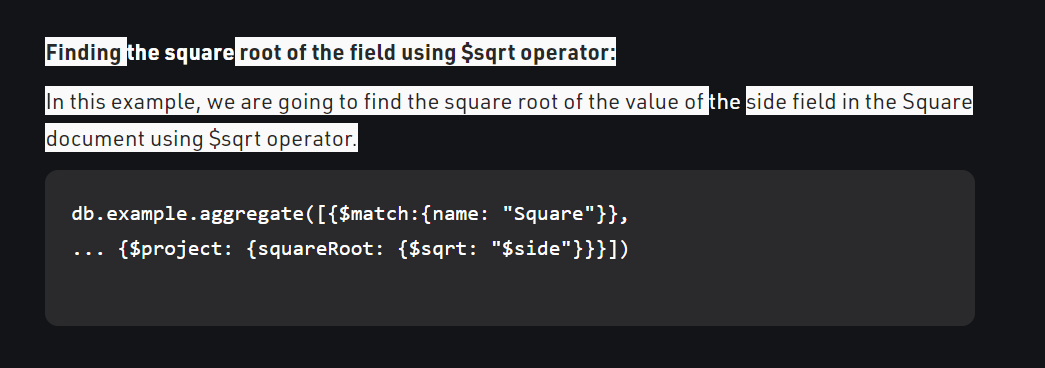 Finding the square root of the field using $sqrt operator:
In this example, we are going to find the square root of the value of the side field in the Square
document using $sqrt operator.
db.example.aggregate([{$match:{name: "Square"}},
... {$project: {squareRoot: {$sqrt: "$side"}}}])